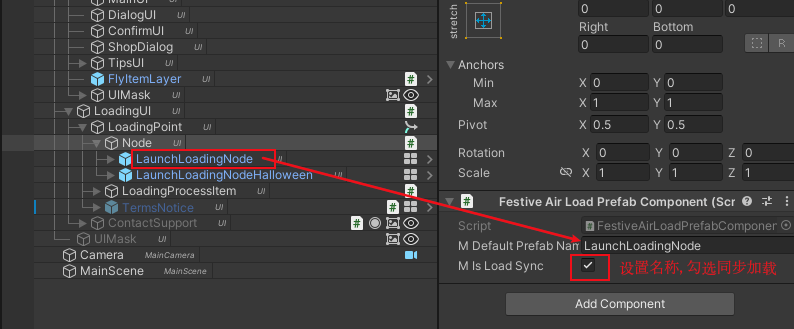 MainUI UI
DialogUI UI
ConfirmUI UI
ShopDialog UI
TipsUI UI
FlyItemLayer UI
UIMask UI
LoadingUI UI
LoadingPoint UI
Node UI
LaunchLoadingNode UI
LaunchLoadingNodeHalloween UI
LoadingProcessItem UI
TermsNotice UI
ContactSupport UI
UIMask UI
Camera MainCamera
MainScene MainScene
stretch
0 0 0
Right Bottom
0 0
R
Anchors
Min X 0 Y 0
Max X 1 Y 1
Pivot X 0.5 Y 0.5
Rotation X 0 Y 0 Z 0
Scale X 1 Y 1 Z 1
# Festive Air Load Prefab Component (Scr
Script # FestiveAirLoadPrefabComponen
M Default Prefab Nam LaunchLoadingNode
M Is Load Sync
设置名称,勾选同步加载
Add Component